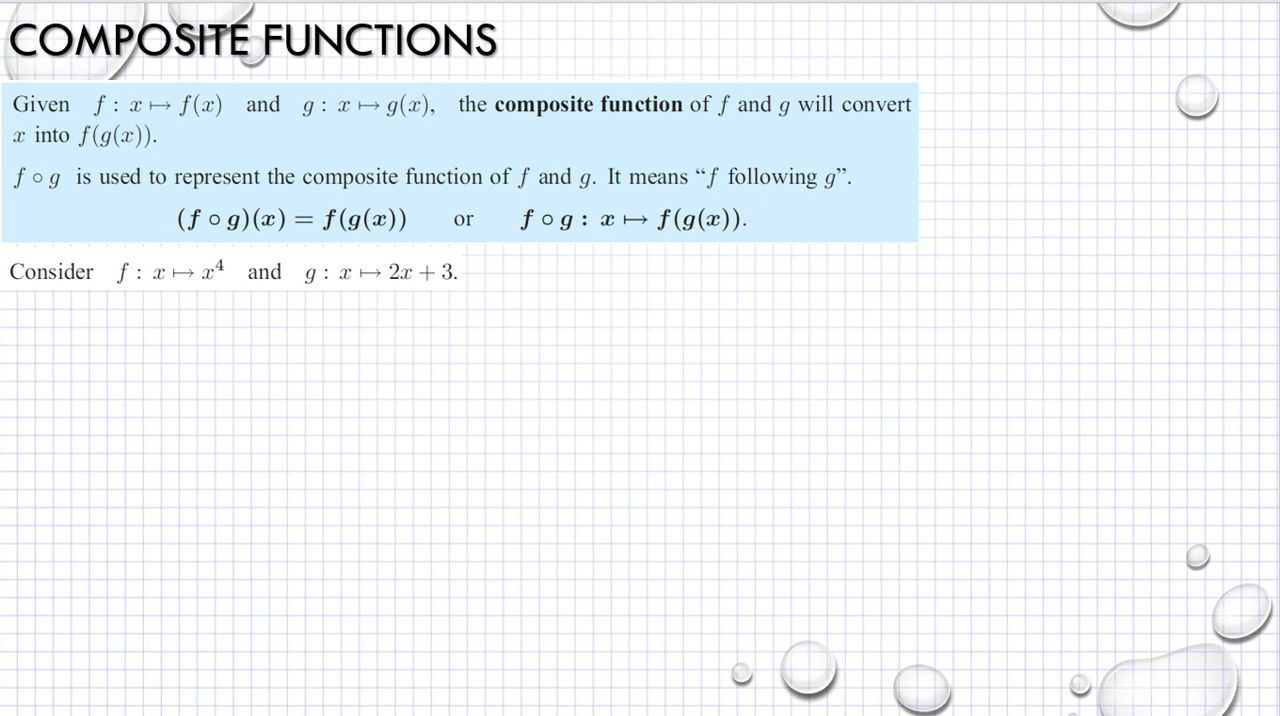 COMPOSITE FUNCTIONS
Given f : x ↦ f(x) and g : x ↦ g(x), the composite function of f and g will convert
x into f(g(x)).
f ∘ g is used to represent the composite function of f and g. It means “f following g”.
(f ∘ g)(x) = f(g(x)) or f ∘ g : x ↦ f(g(x)).
Consider f : x ↦ x⁴ and g : x ↦ 2x + 3.